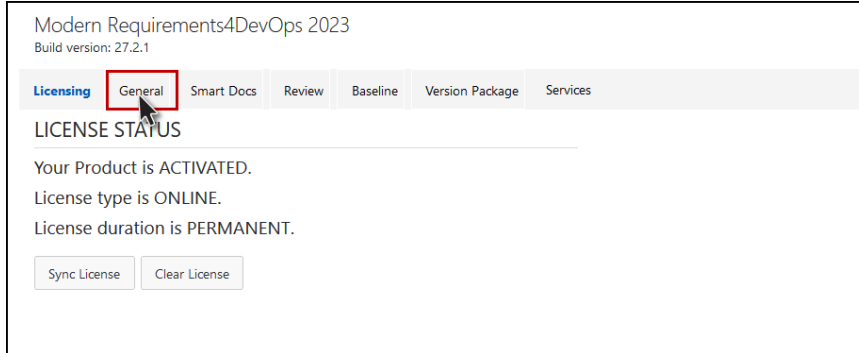 Modern Requirements4DevOps 2023
Build version: 27.2.1
Licensing General Smart Docs Review Baseline Version Package Services
LICENSE STATUS
Your Product is ACTIVATED.
License type is ONLINE.
License duration is PERMANENT.
Sync License Clear License